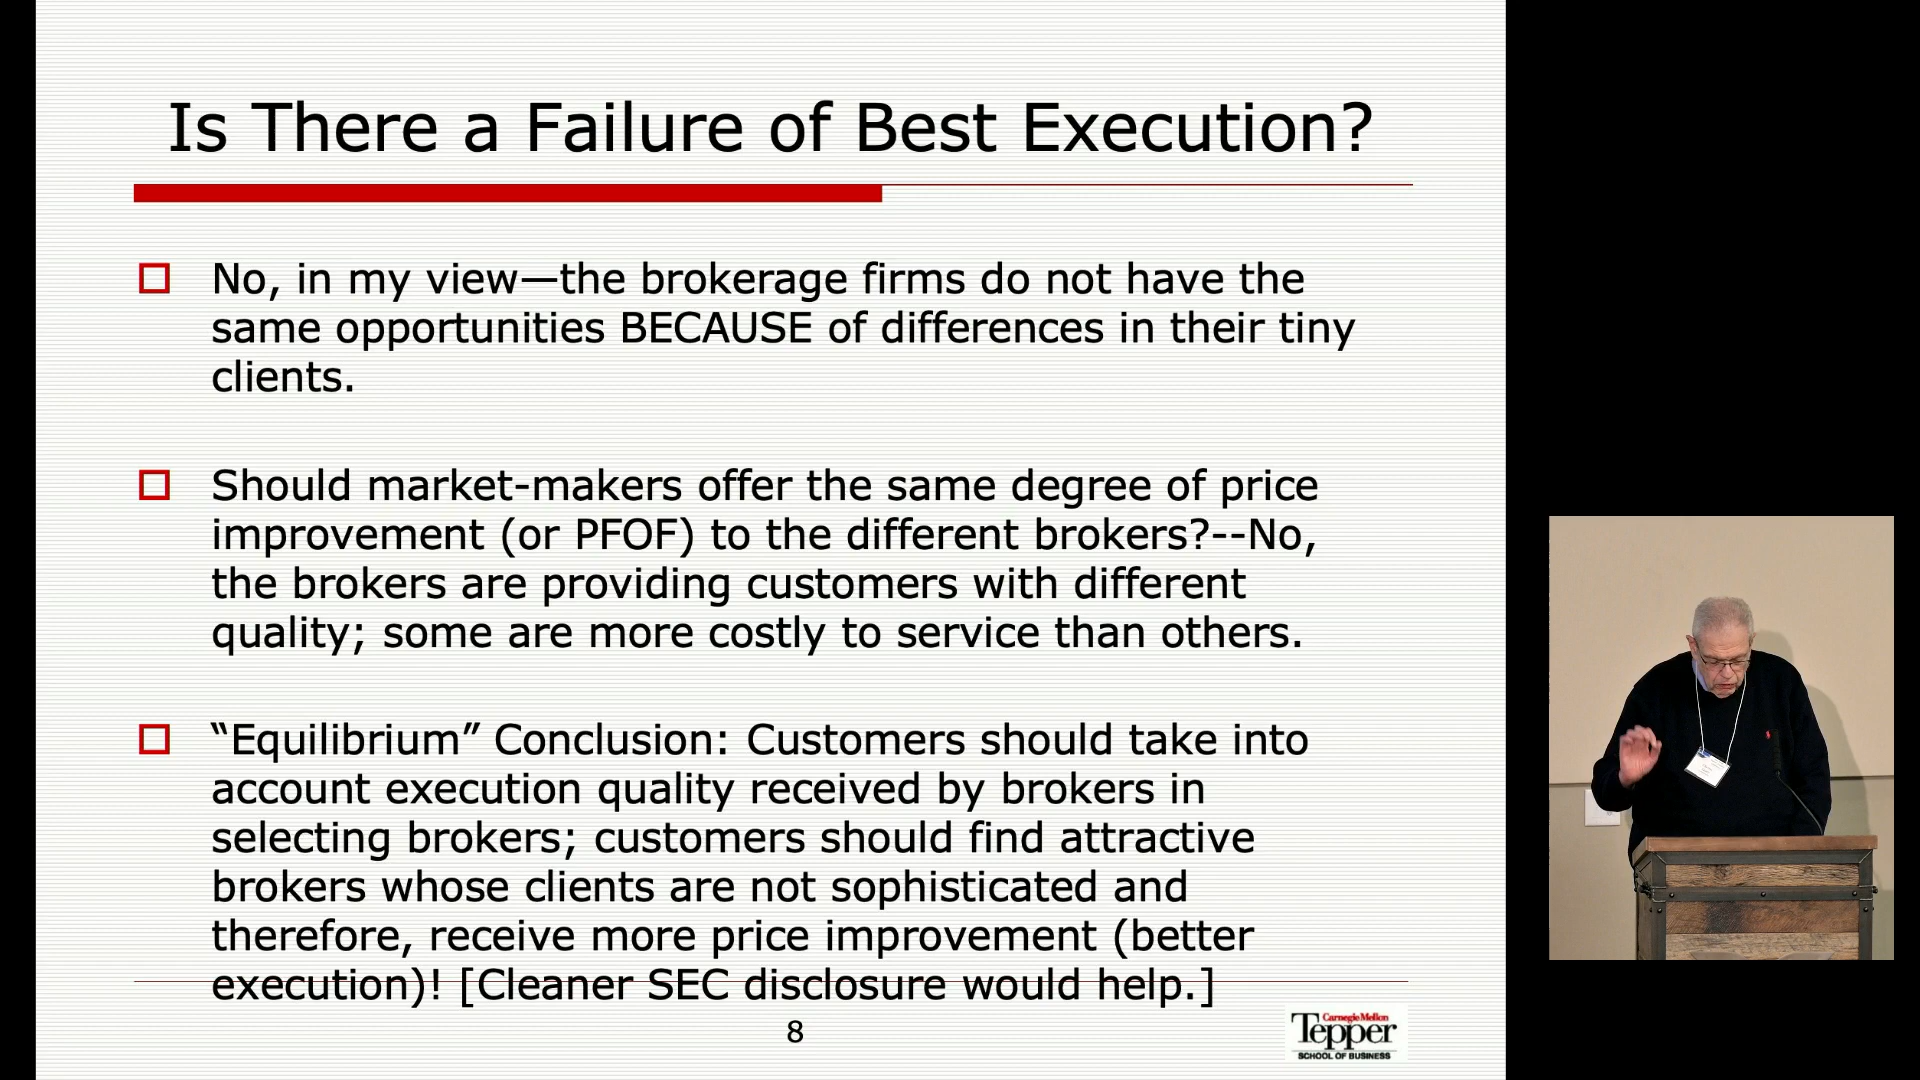 Is There a Failure of Best Execution?
No, in my view—the brokerage firms do not have the
same opportunities BECAUSE of differences in their tiny
clients.
Should market-makers offer the same degree of price
improvement (or PFOF) to the different brokers?--No,
the brokers are providing customers with different
quality; some are more costly to service than others.
“Equilibrium” Conclusion: Customers should take into
account execution quality received by brokers in
selecting brokers; customers should find attractive
brokers whose clients are not sophisticated and
therefore, receive more price improvement (better
execution)! [Cleaner SEC disclosure would help.]
8
Carnegie Mellon
Tepper
SCHOOL OF BUSINESS